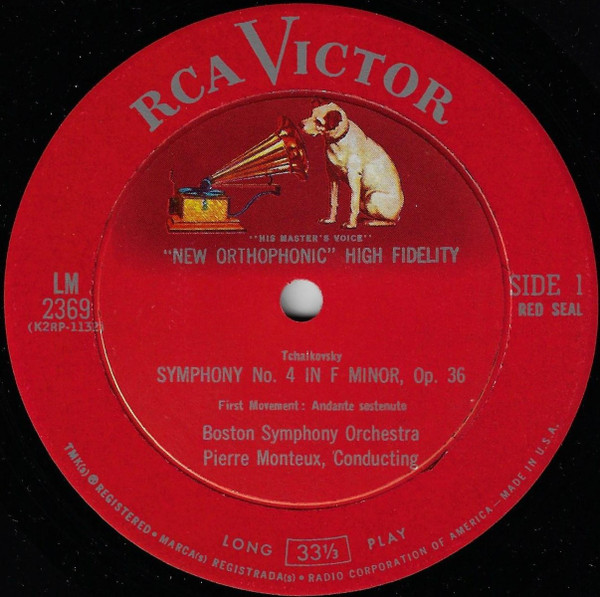 RCA VICTOR
"HIS MASTER'S VOICE"
"NEW ORTHOPHONIC" HIGH FIDELITY
LM
2369
(K2RP-1132)
SIDE 1
RED SEAL
Tchaikovsky
SYMPHONY No. 4 IN F MINOR, Op. 36
First Movement: Andante sostenuto
Boston Symphony Orchestra
Pierre Monteux, Conducting
LONG 33⅓ PLAY
TMK(s) ® REGISTERED • MARCA(s) REGISTRADA(s) • RADIO CORPORATION OF AMERICA—MADE IN U.S.A.